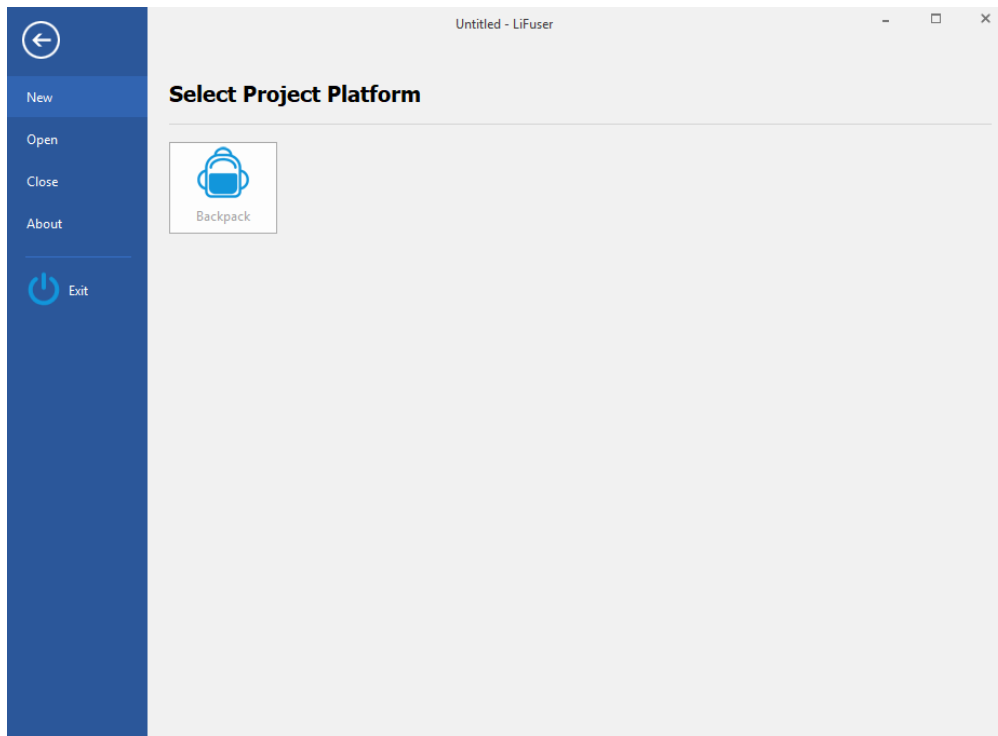 Untitled - LiFuser
New
Open
Close
About
Exit
Select Project Platform
Backpack